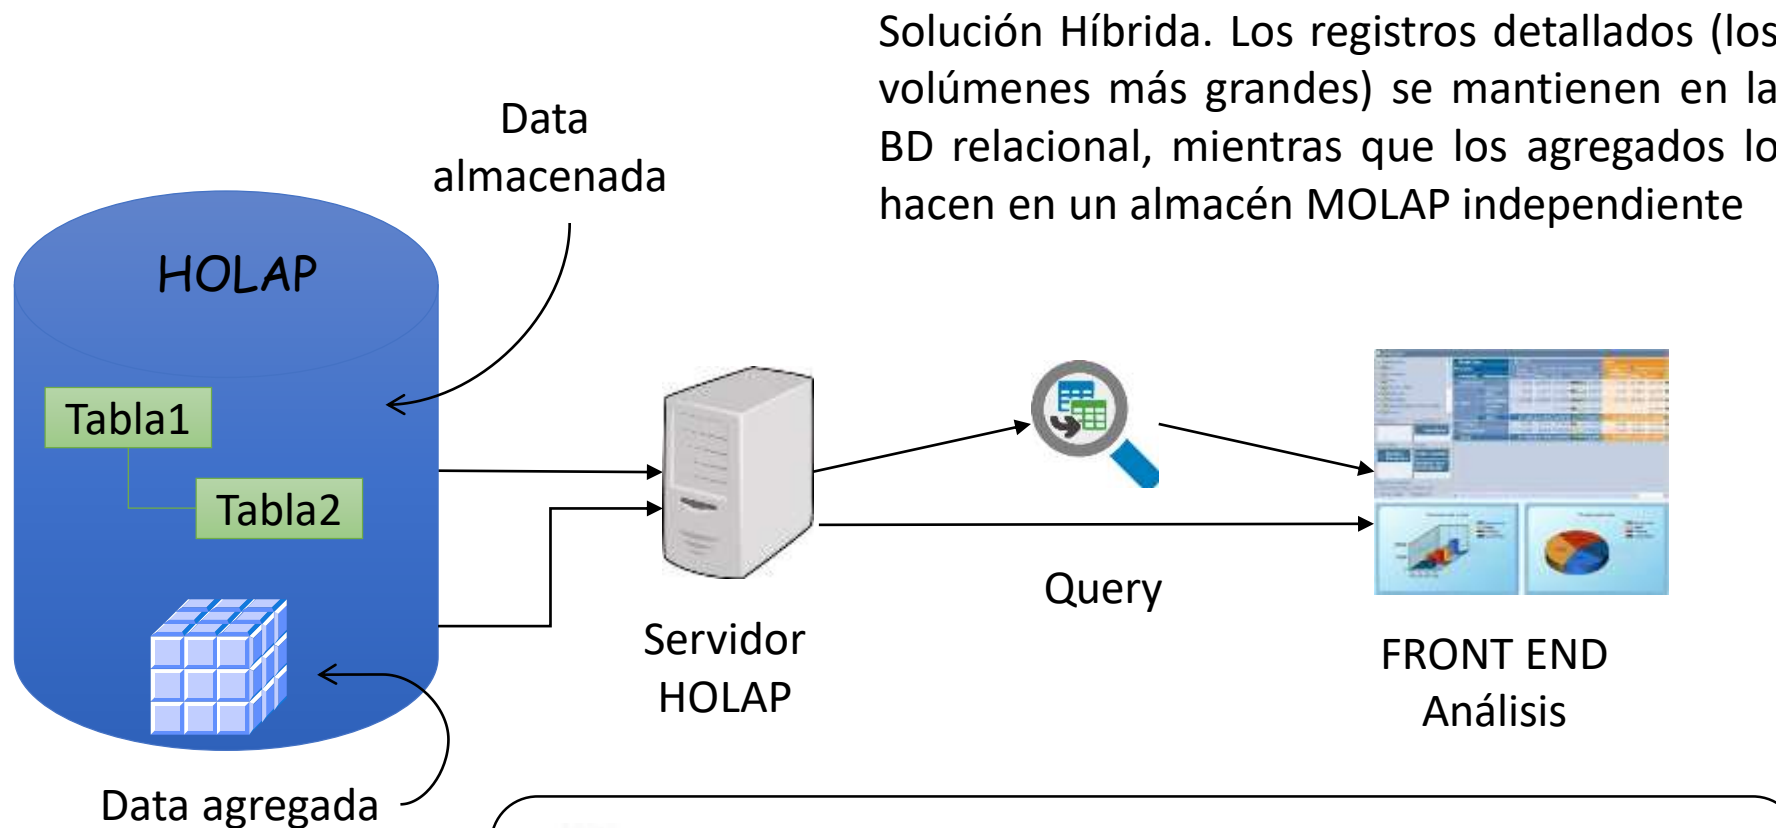 Solución Híbrida. Los registros detallados (los
volúmenes más grandes) se mantienen en la
BD relacional, mientras que los agregados lo
hacen en un almacén MOLAP independiente
Data
almacenada
HOLAP
Tabla1
Tabla2
Data agregada
Servidor
HOLAP
Query
FRONT END
Análisis